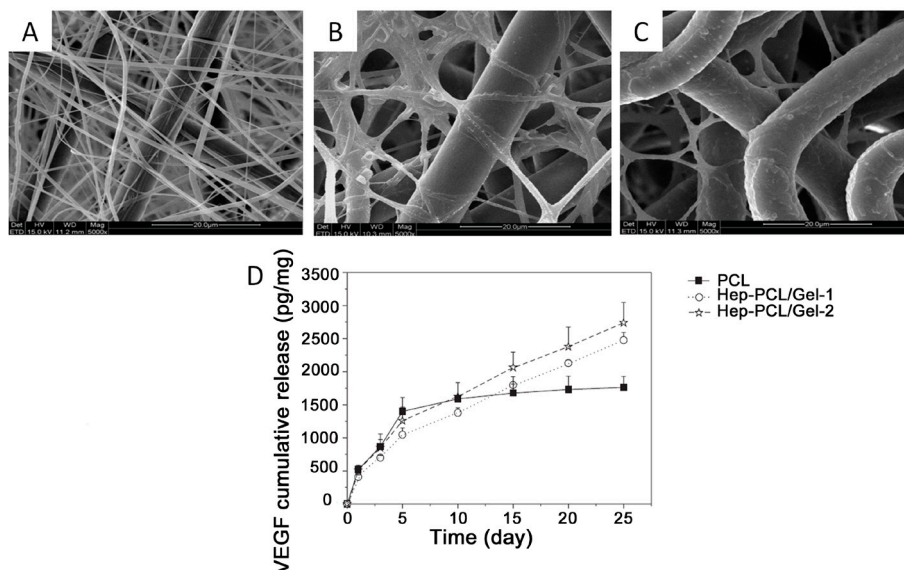 A
B
C
Det HV WD Mag
ETD 15.0 kV 11.2 mm 5000x
20.0µm
Det HV WD Mag
ETD 15.0 kV 10.3 mm 5000x
20.0µm
Det HV WD Mag
ETD 15.0 kV 11.3 mm 5000x
20.0µm
D
VEGF cumulative release (pg/mg)
3500
3000
2500
2000
1500
1000
500
0
0 5 10 15 20 25
Time (day)
PCL
Hep-PCL/Gel-1
Hep-PCL/Gel-2